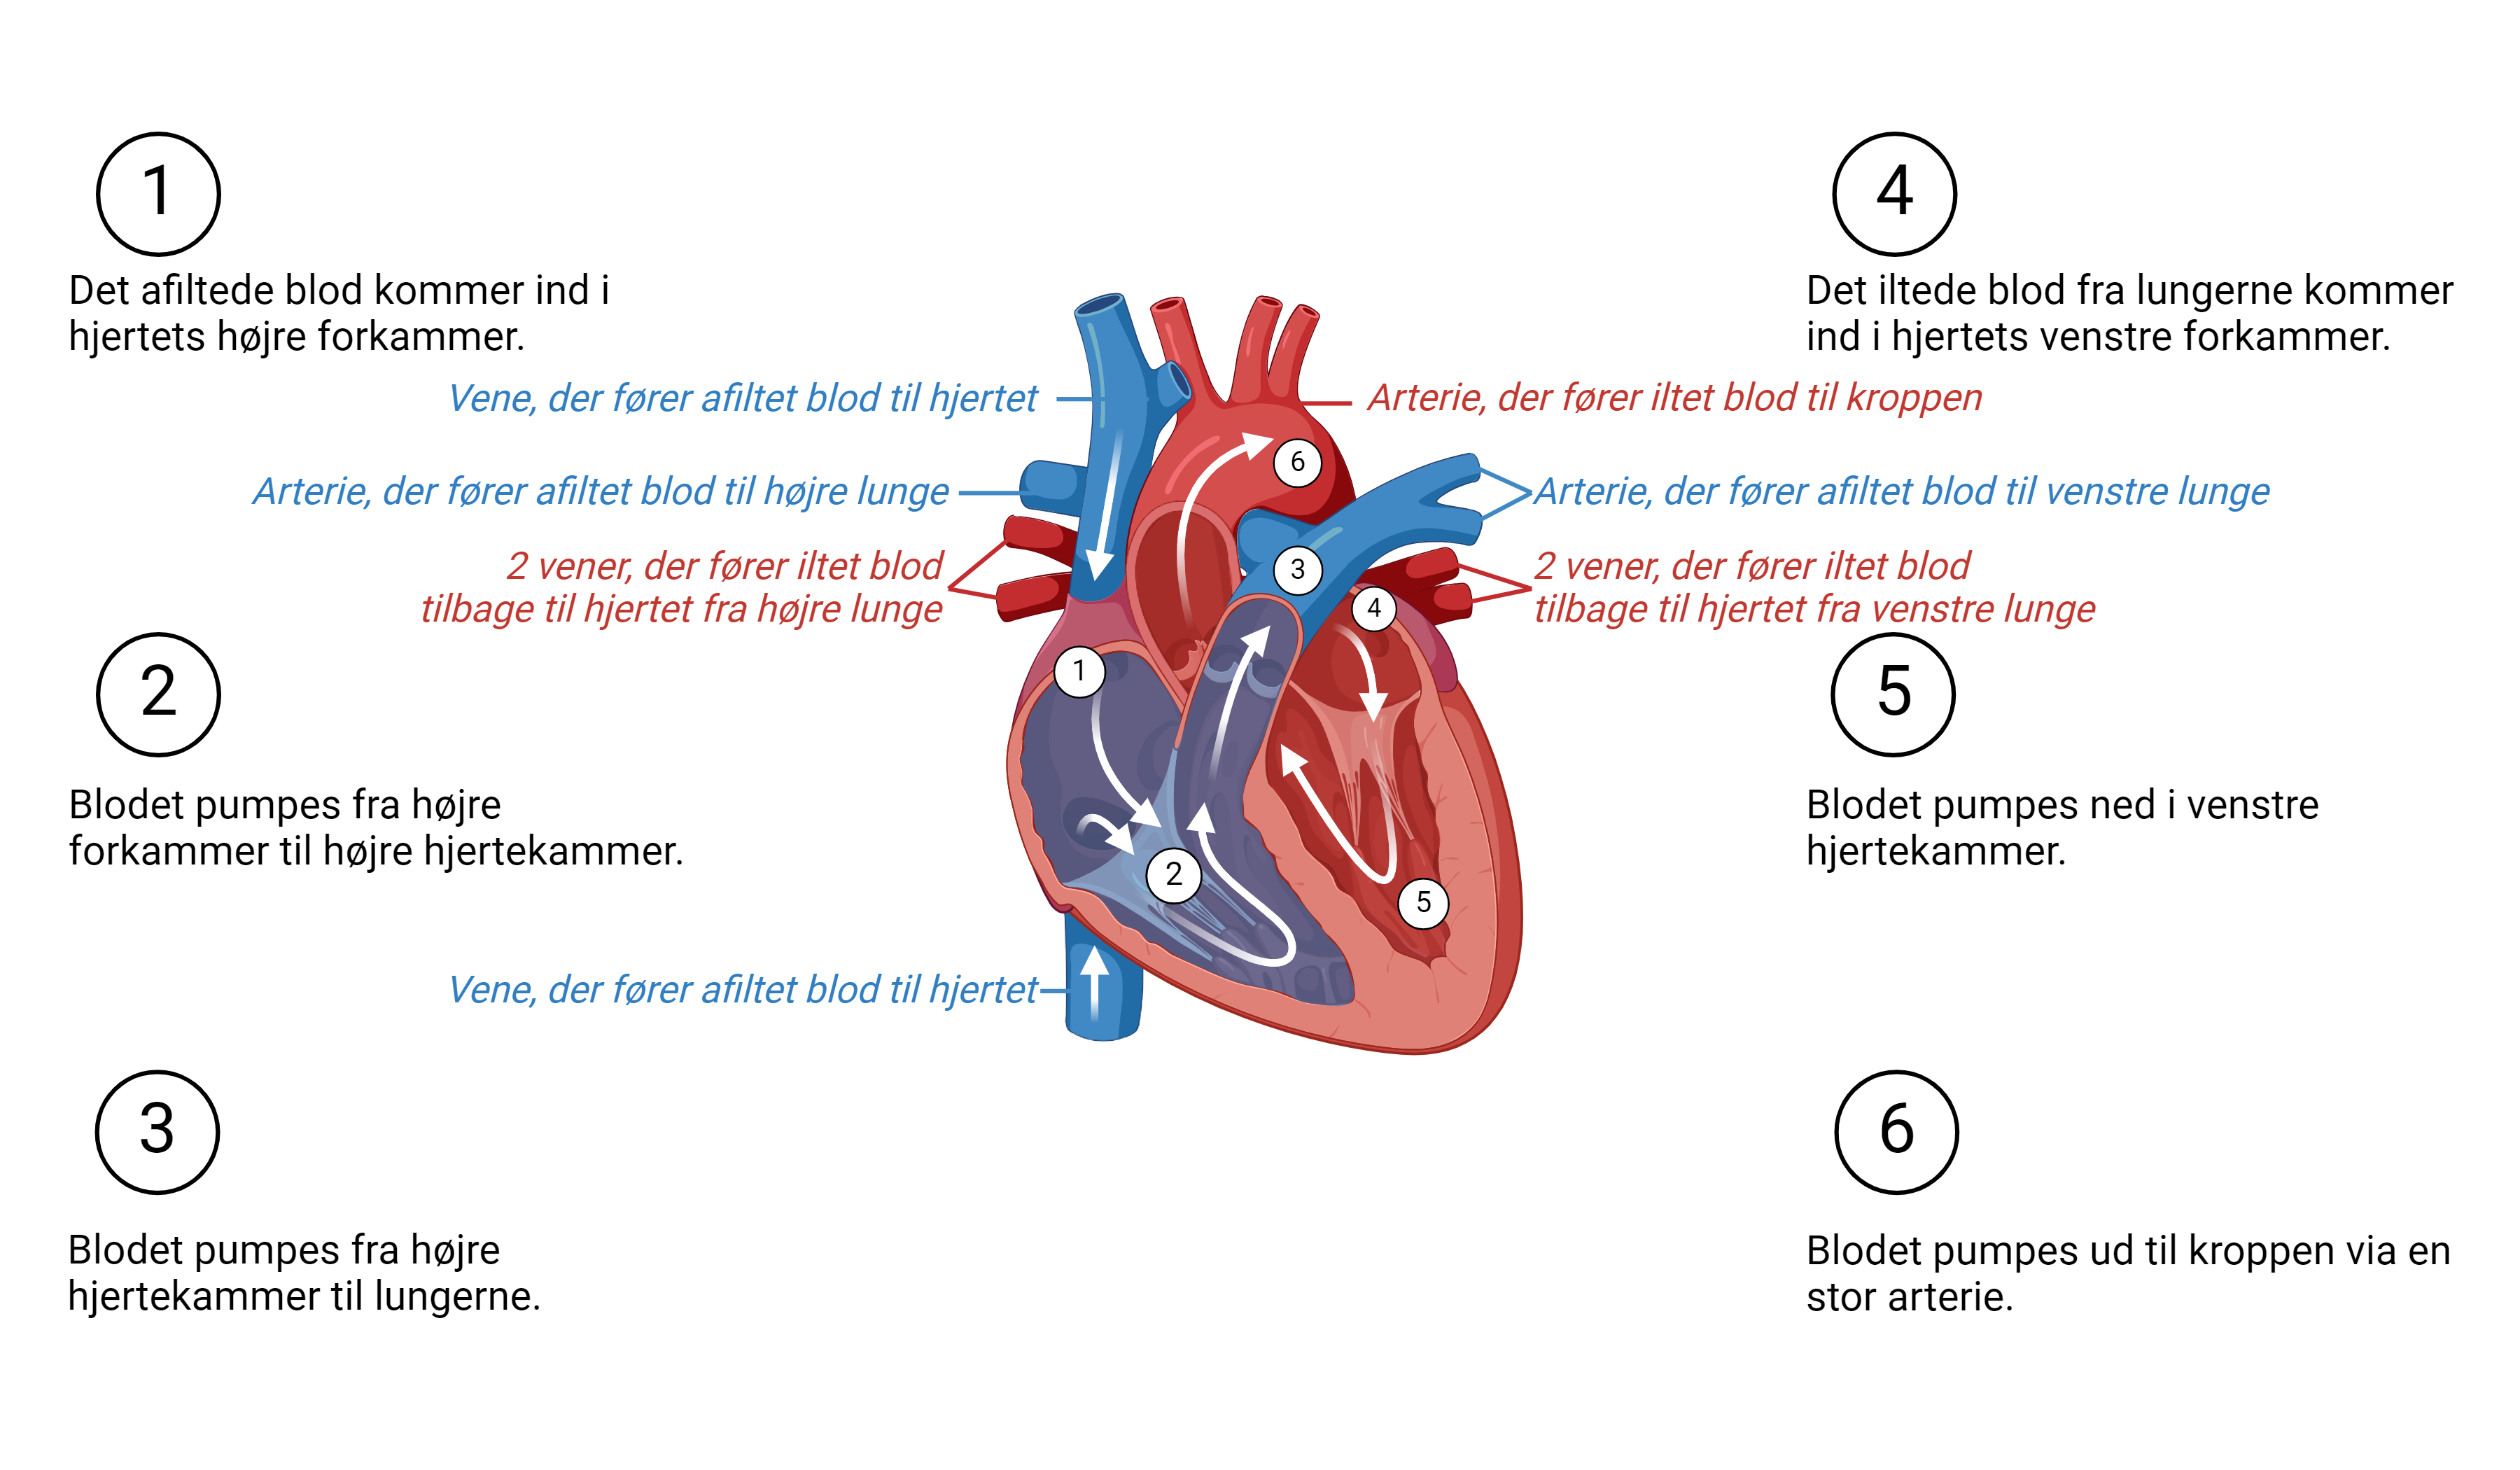 1
Det afiltede blod kommer ind i
hjertets højre forkammer.
Vene, der fører afiltet blod til hjertet
Arterie, der fører afiltet blod til højre lunge
2 vener, der fører iltet blod
tilbage til hjertet fra højre lunge
2
Blodet pumpes fra højre
forkammer til højre hjertekammer.
Vene, der fører afiltet blod til hjertet
3
Blodet pumpes fra højre
hjertekammer til lungerne.
6
3
4
1
2
5
4
Det iltede blod fra lungerne kommer
ind i hjertets venstre forkammer.
Arterie, der fører iltet blod til kroppen
Arterie, der fører afiltet blod til venstre lunge
2 vener, der fører iltet blod
tilbage til hjertet fra venstre lunge
5
Blodet pumpes ned i venstre
hjertekammer.
6
Blodet pumpes ud til kroppen via en
stor arterie.